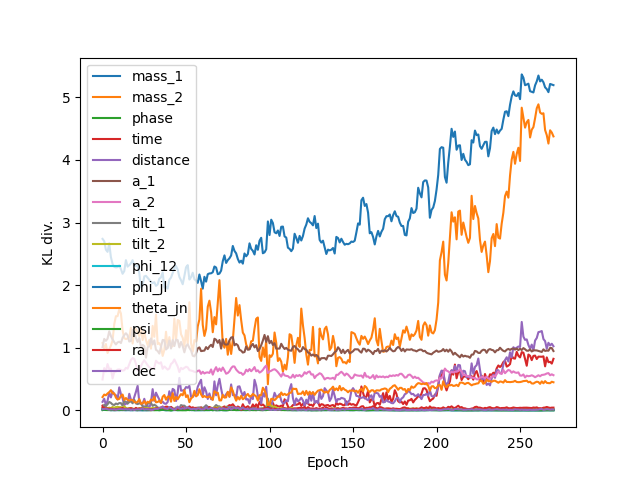 KL div.
5
4
3
2
1
0
mass_1
mass_2
phase
time
distance
a_1
a_2
tilt_1
tilt_2
phi_12
phi_jl
theta_jn
psi
ra
dec
0 50 100 150 200 250
Epoch